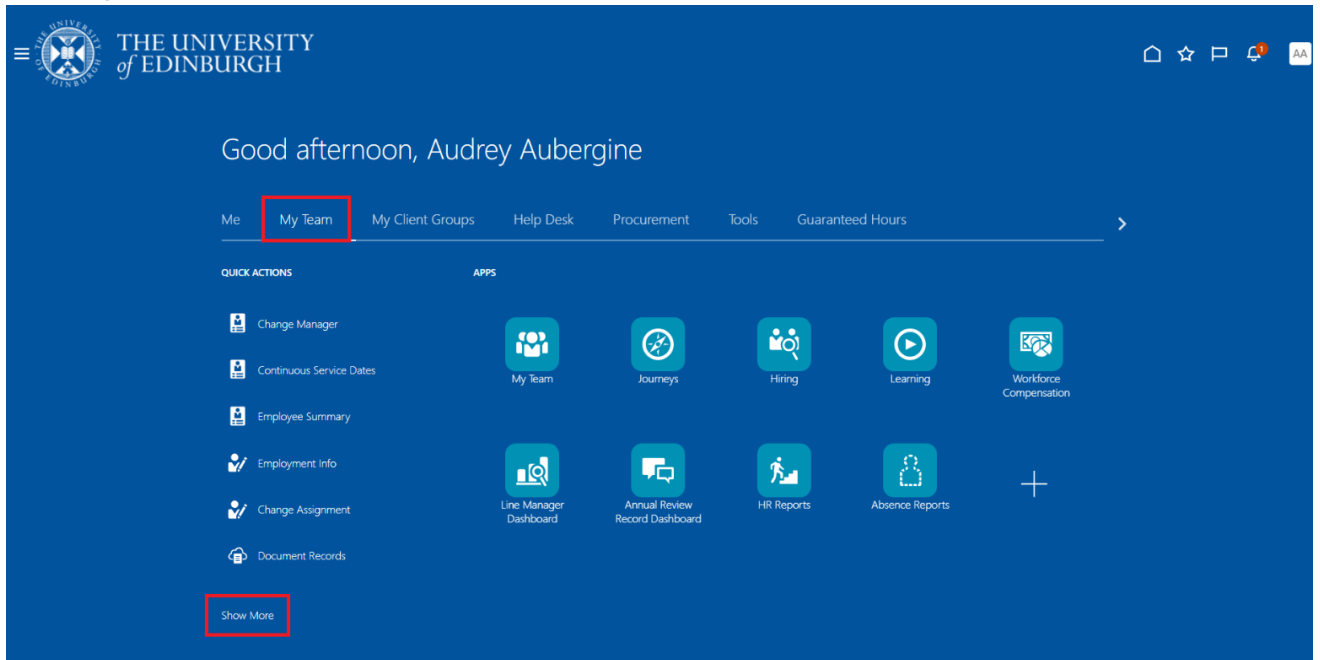 THE UNIVERSITY
of EDINBURGH
1
AA
Good afternoon, Audrey Aubergine
Me My Team My Client Groups Help Desk Procurement Tools Guaranteed Hours
QUICK ACTIONS
APPS
Change Manager
Continuous Service Dates
Employee Summary
Employment Info
Change Assignment
Document Records
Show More
My Team
Journeys
Hiring
Learning
Workforce
Compensation
Line Manager
Dashboard
Annual Review
Record Dashboard
HR Reports
Absence Reports